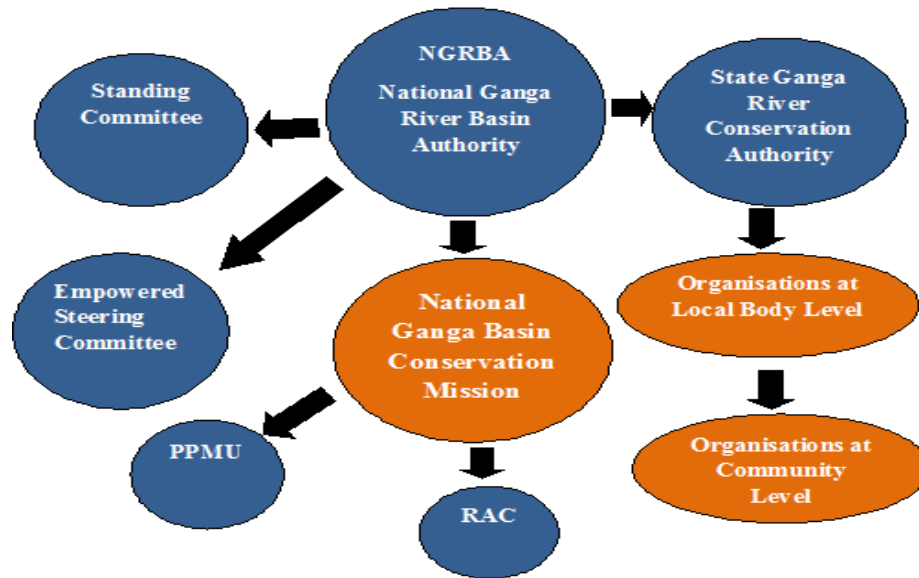 NGRBA
National Ganga
River Basin
Authority
Standing
Committee
State Ganga
River
Conservation
Authority
Empowered
Steering
Committee
National
Ganga Basin
Conservation
Mission
Organisations at
Local Body Level
PPMU
RAC
Organisations at
Community
Level